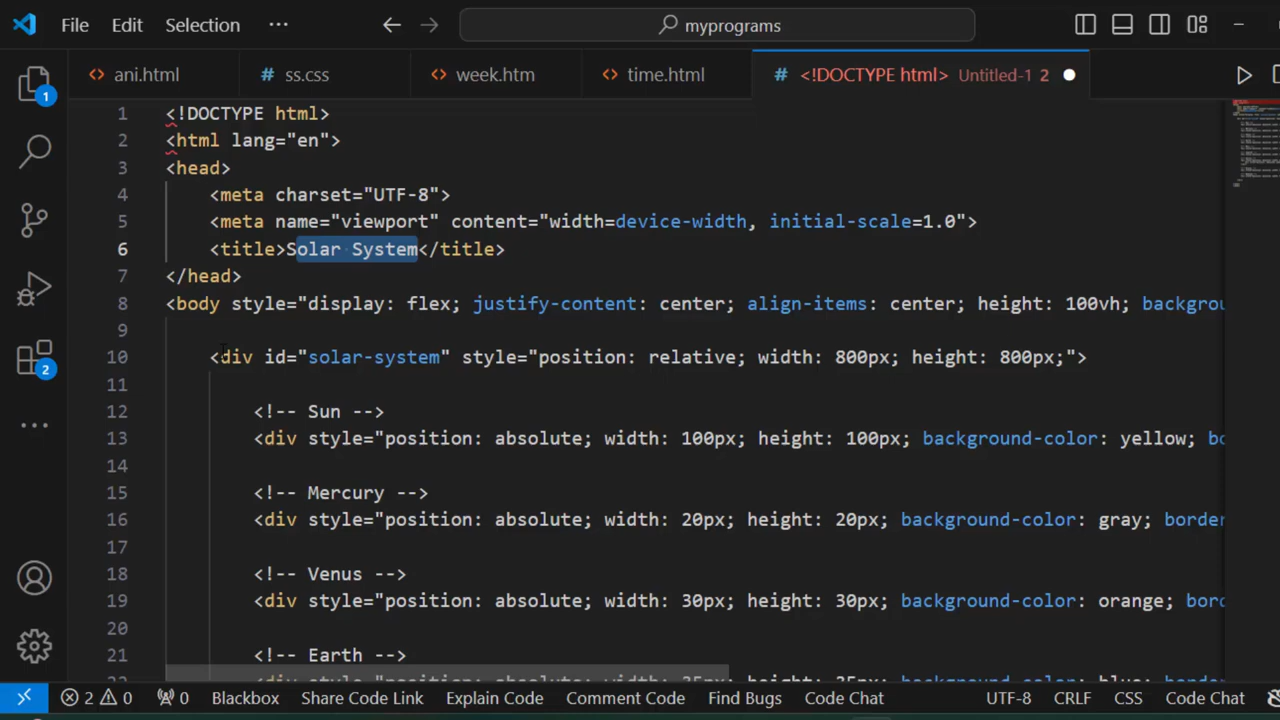 File Edit Selection ··· myprograms
ani.html ss.css week.htm time.html <!DOCTYPE html> Untitled-1 2
1 <!DOCTYPE html>
2 <html lang="en">
3 <head>
4 <meta charset="UTF-8">
5 <meta name="viewport" content="width=device-width, initial-scale=1.0">
6 <title>Solar System</title>
7 </head>
8 <body style="display: flex; justify-content: center; align-items: center; height: 100vh; backgrou
9
10 <div id="solar-system" style="position: relative; width: 800px; height: 800px;">
11
12 <!-- Sun -->
13 <div style="position: absolute; width: 100px; height: 100px; background-color: yellow; bo
14
15 <!-- Mercury -->
16 <div style="position: absolute; width: 20px; height: 20px; background-color: gray; border
17
18 <!-- Venus -->
19 <div style="position: absolute; width: 30px; height: 30px; background-color: orange; bord
20
21 <!-- Earth -->
1
2
2 0 0 Blackbox Share Code Link Explain Code Comment Code Find Bugs Code Chat UTF-8 CRLF CSS Code Chat